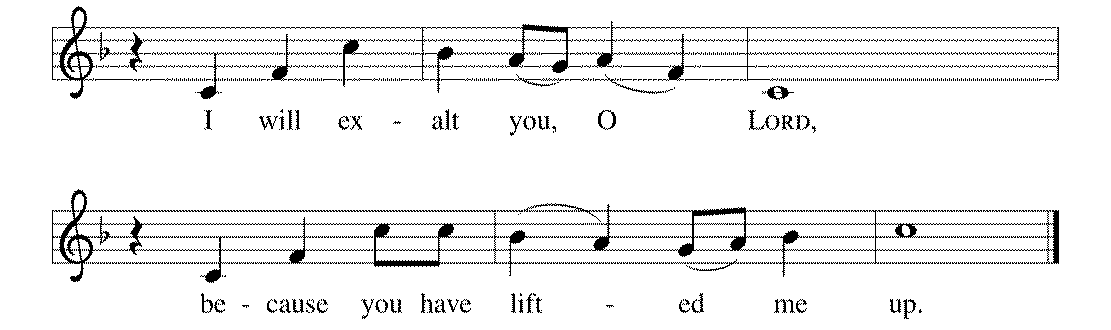 I will ex - alt you, O LORD,
be - cause you have lift - ed me up.